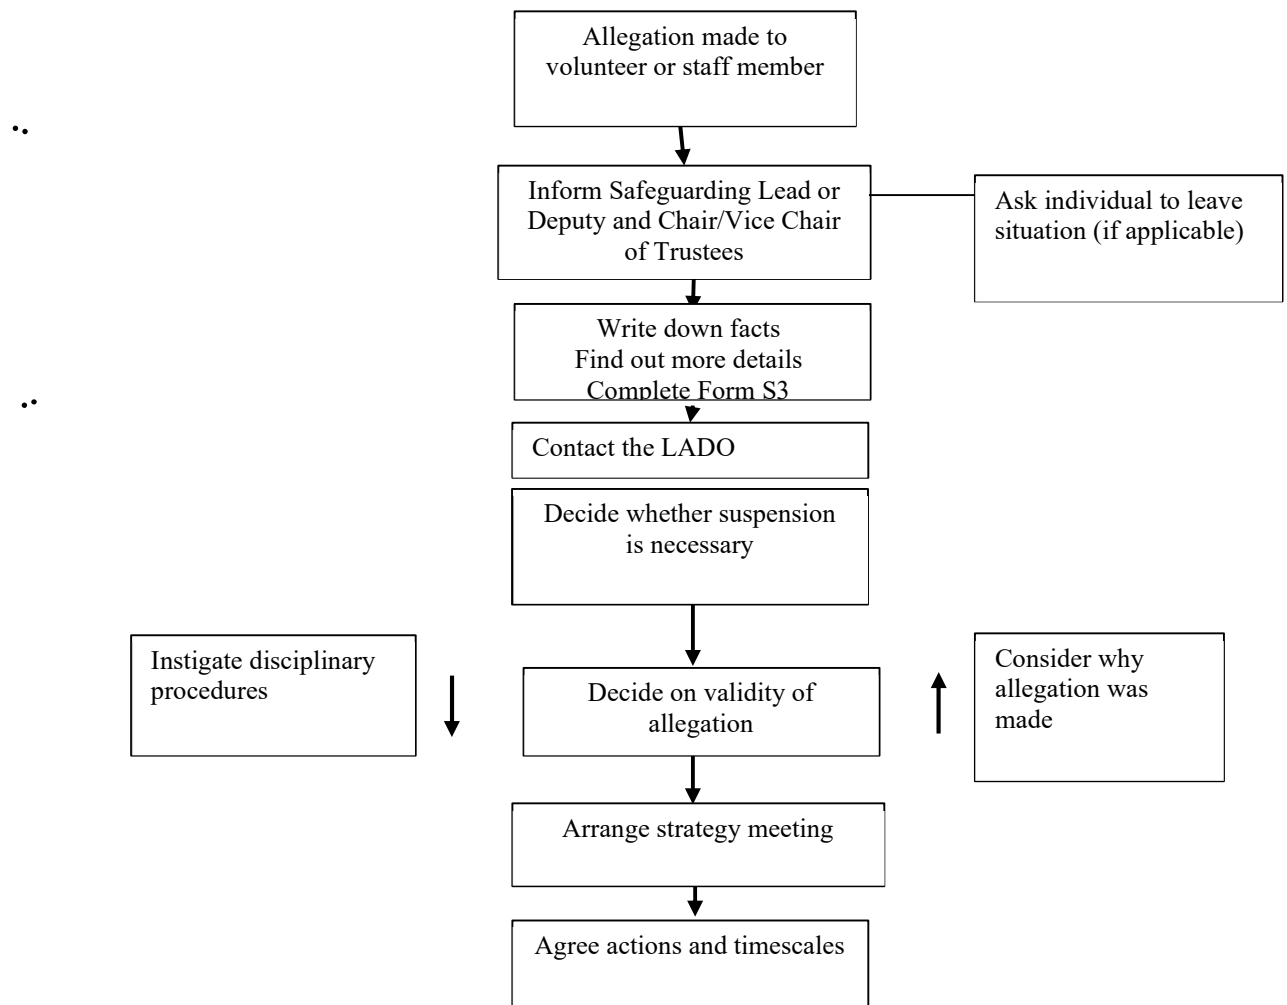 Allegation made to
volunteer or staff member
Inform Safeguarding Lead or
Deputy and Chair/Vice Chair
of Trustees
Ask individual to leave
situation (if applicable)
Write down facts
Find out more details
Complete Form S3
Contact the LADO
Decide whether suspension
is necessary
Instigate disciplinary
procedures
Decide on validity of
allegation
Consider why
allegation was
made
Arrange strategy meeting
Agree actions and timescales